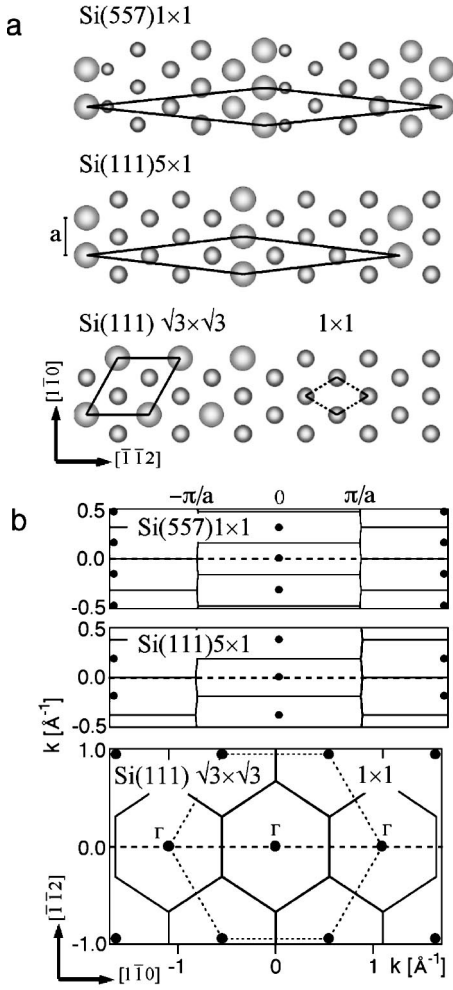 a
Si(557)1×1
Si(111)5×1
a
Si(111) √3×√3 1×1
[11̄0]
[1̄1̄2]
−π/a 0 π/a
b
0.5
Si(557)1×1
0.0
-0.5
0.5
Si(111)5×1
0.0
-0.5
k [Å⁻¹]
1.0
Si(111) √3×√3 1×1
Γ Γ Γ
0.0
-1.0
[1̄1̄2]
[11̄0]
-1 0 1 k [Å⁻¹]